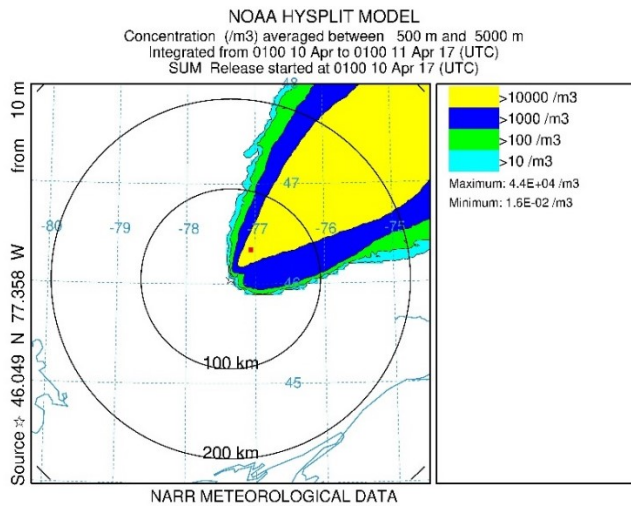 NOAA HYSPLIT MODEL
Concentration (/m3) averaged between 500 m and 5000 m
Integrated from 0100 10 Apr to 0100 11 Apr 17 (UTC)
SUM Release started at 0100 10 Apr 17 (UTC)
Source ☆ 46.049 N 77.358 W from 10 m
>10000 /m3
>1000 /m3
>100 /m3
>10 /m3
Maximum: 4.4E+04 /m3
Minimum: 1.6E-02 /m3
48
47
-80 -79 -78 -77 -76 -75
46
100 km
45
200 km
NARR METEOROLOGICAL DATA